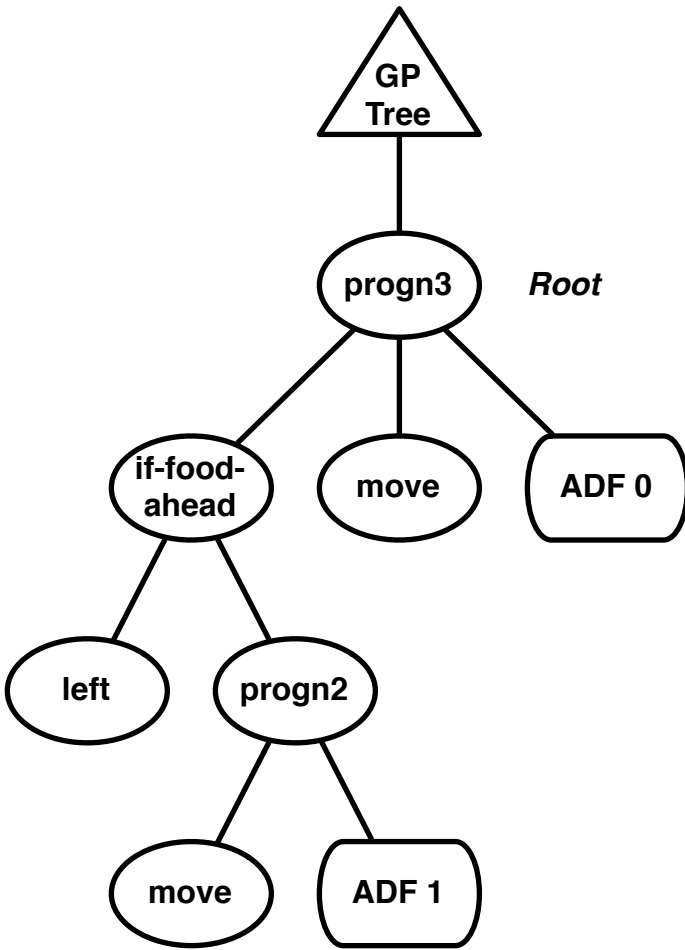 GP
Tree
progn3
Root
if-food-
ahead
move
ADF 0
left
progn2
move
ADF 1